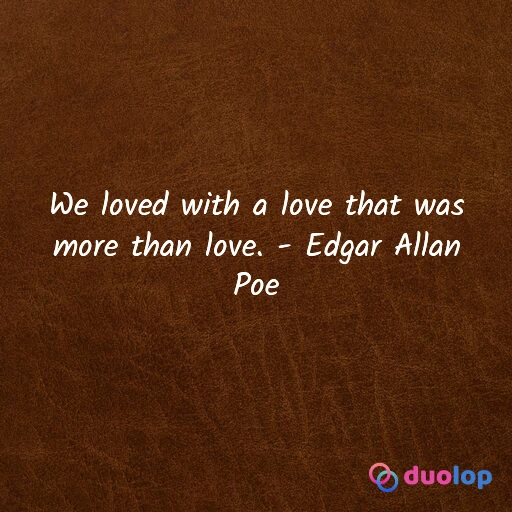 We loved with a love that was
more than love. - Edgar Allan
Poe
duolop